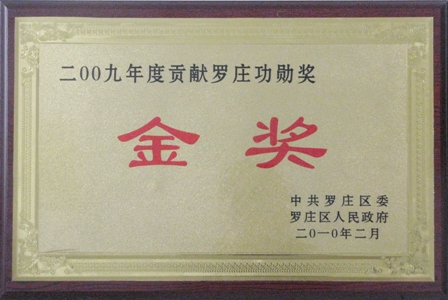 二00九年度贡献罗庄功勋奖
金奖
中共罗庄区委
罗庄区人民政府
二0一0年二月